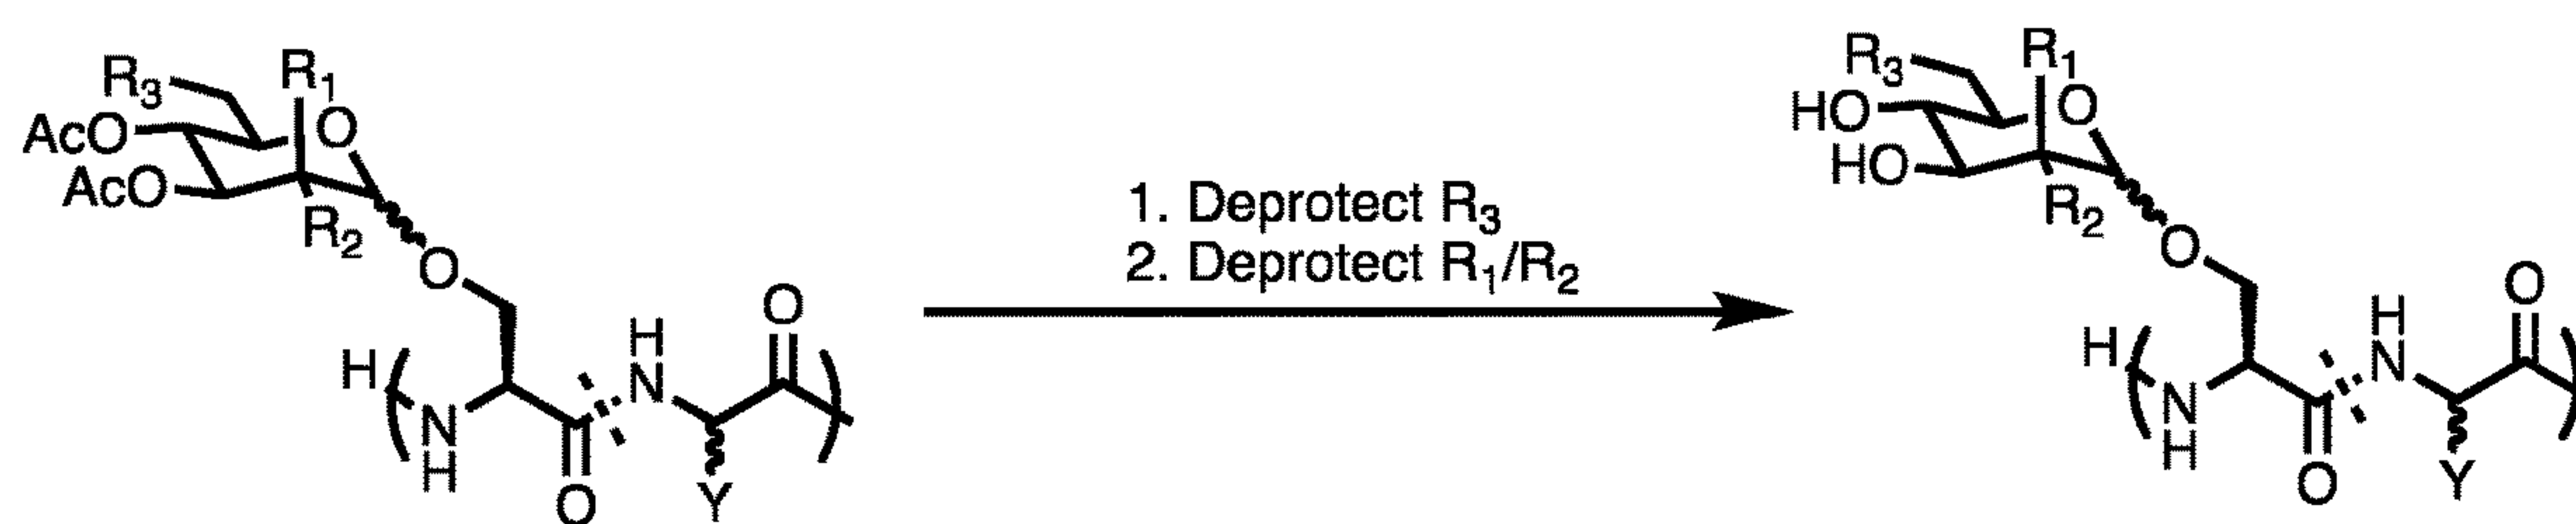 R₃ R₁
AcO O
AcO
R₂
O
H N H O H N O Y
1. Deprotect R₃
2. Deprotect R₁/R₂
R₃ R₁
HO O
HO
R₂
O
H N H O H N O Y